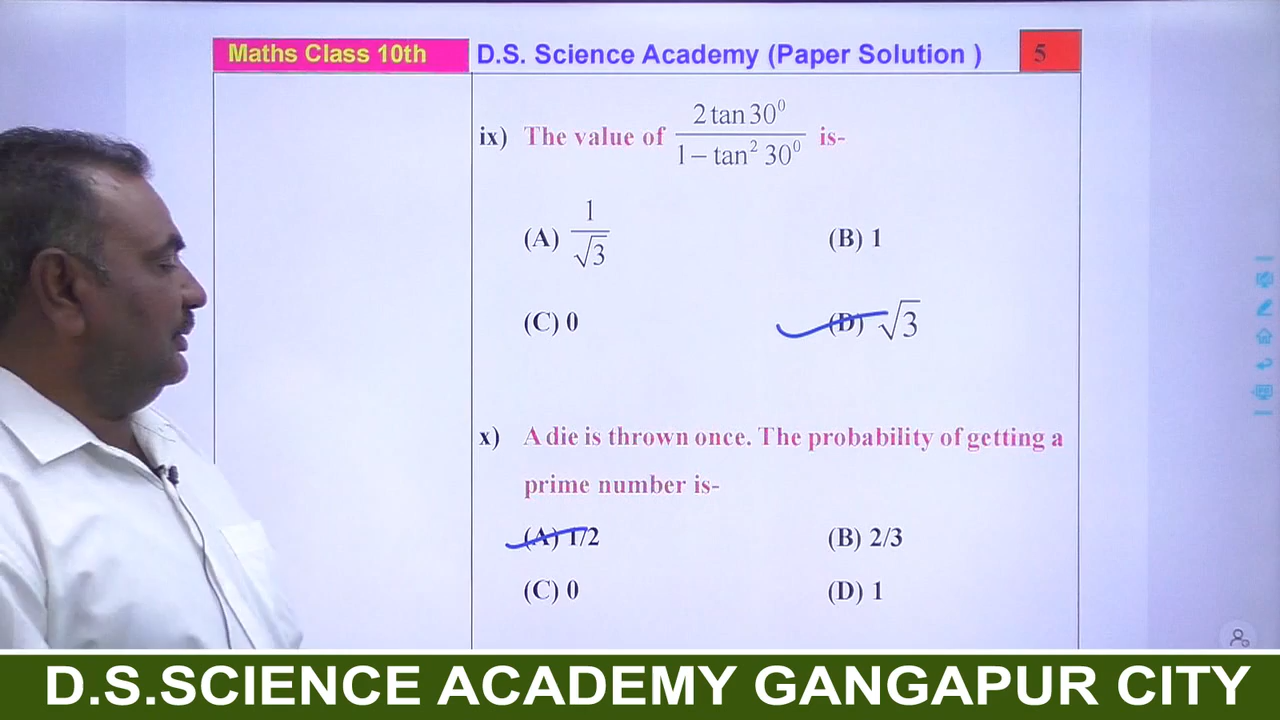 Maths Class 10th
D.S. Science Academy (Paper Solution )
5
ix) The value of 2 tan 30⁰ / 1 – tan² 30⁰ is-
(A) 1/√3
(B) 1
(C) 0
(D) √3
x) A die is thrown once. The probability of getting a
prime number is-
(A) 1/2
(B) 2/3
(C) 0
(D) 1
D.S.SCIENCE ACADEMY GANGAPUR CITY